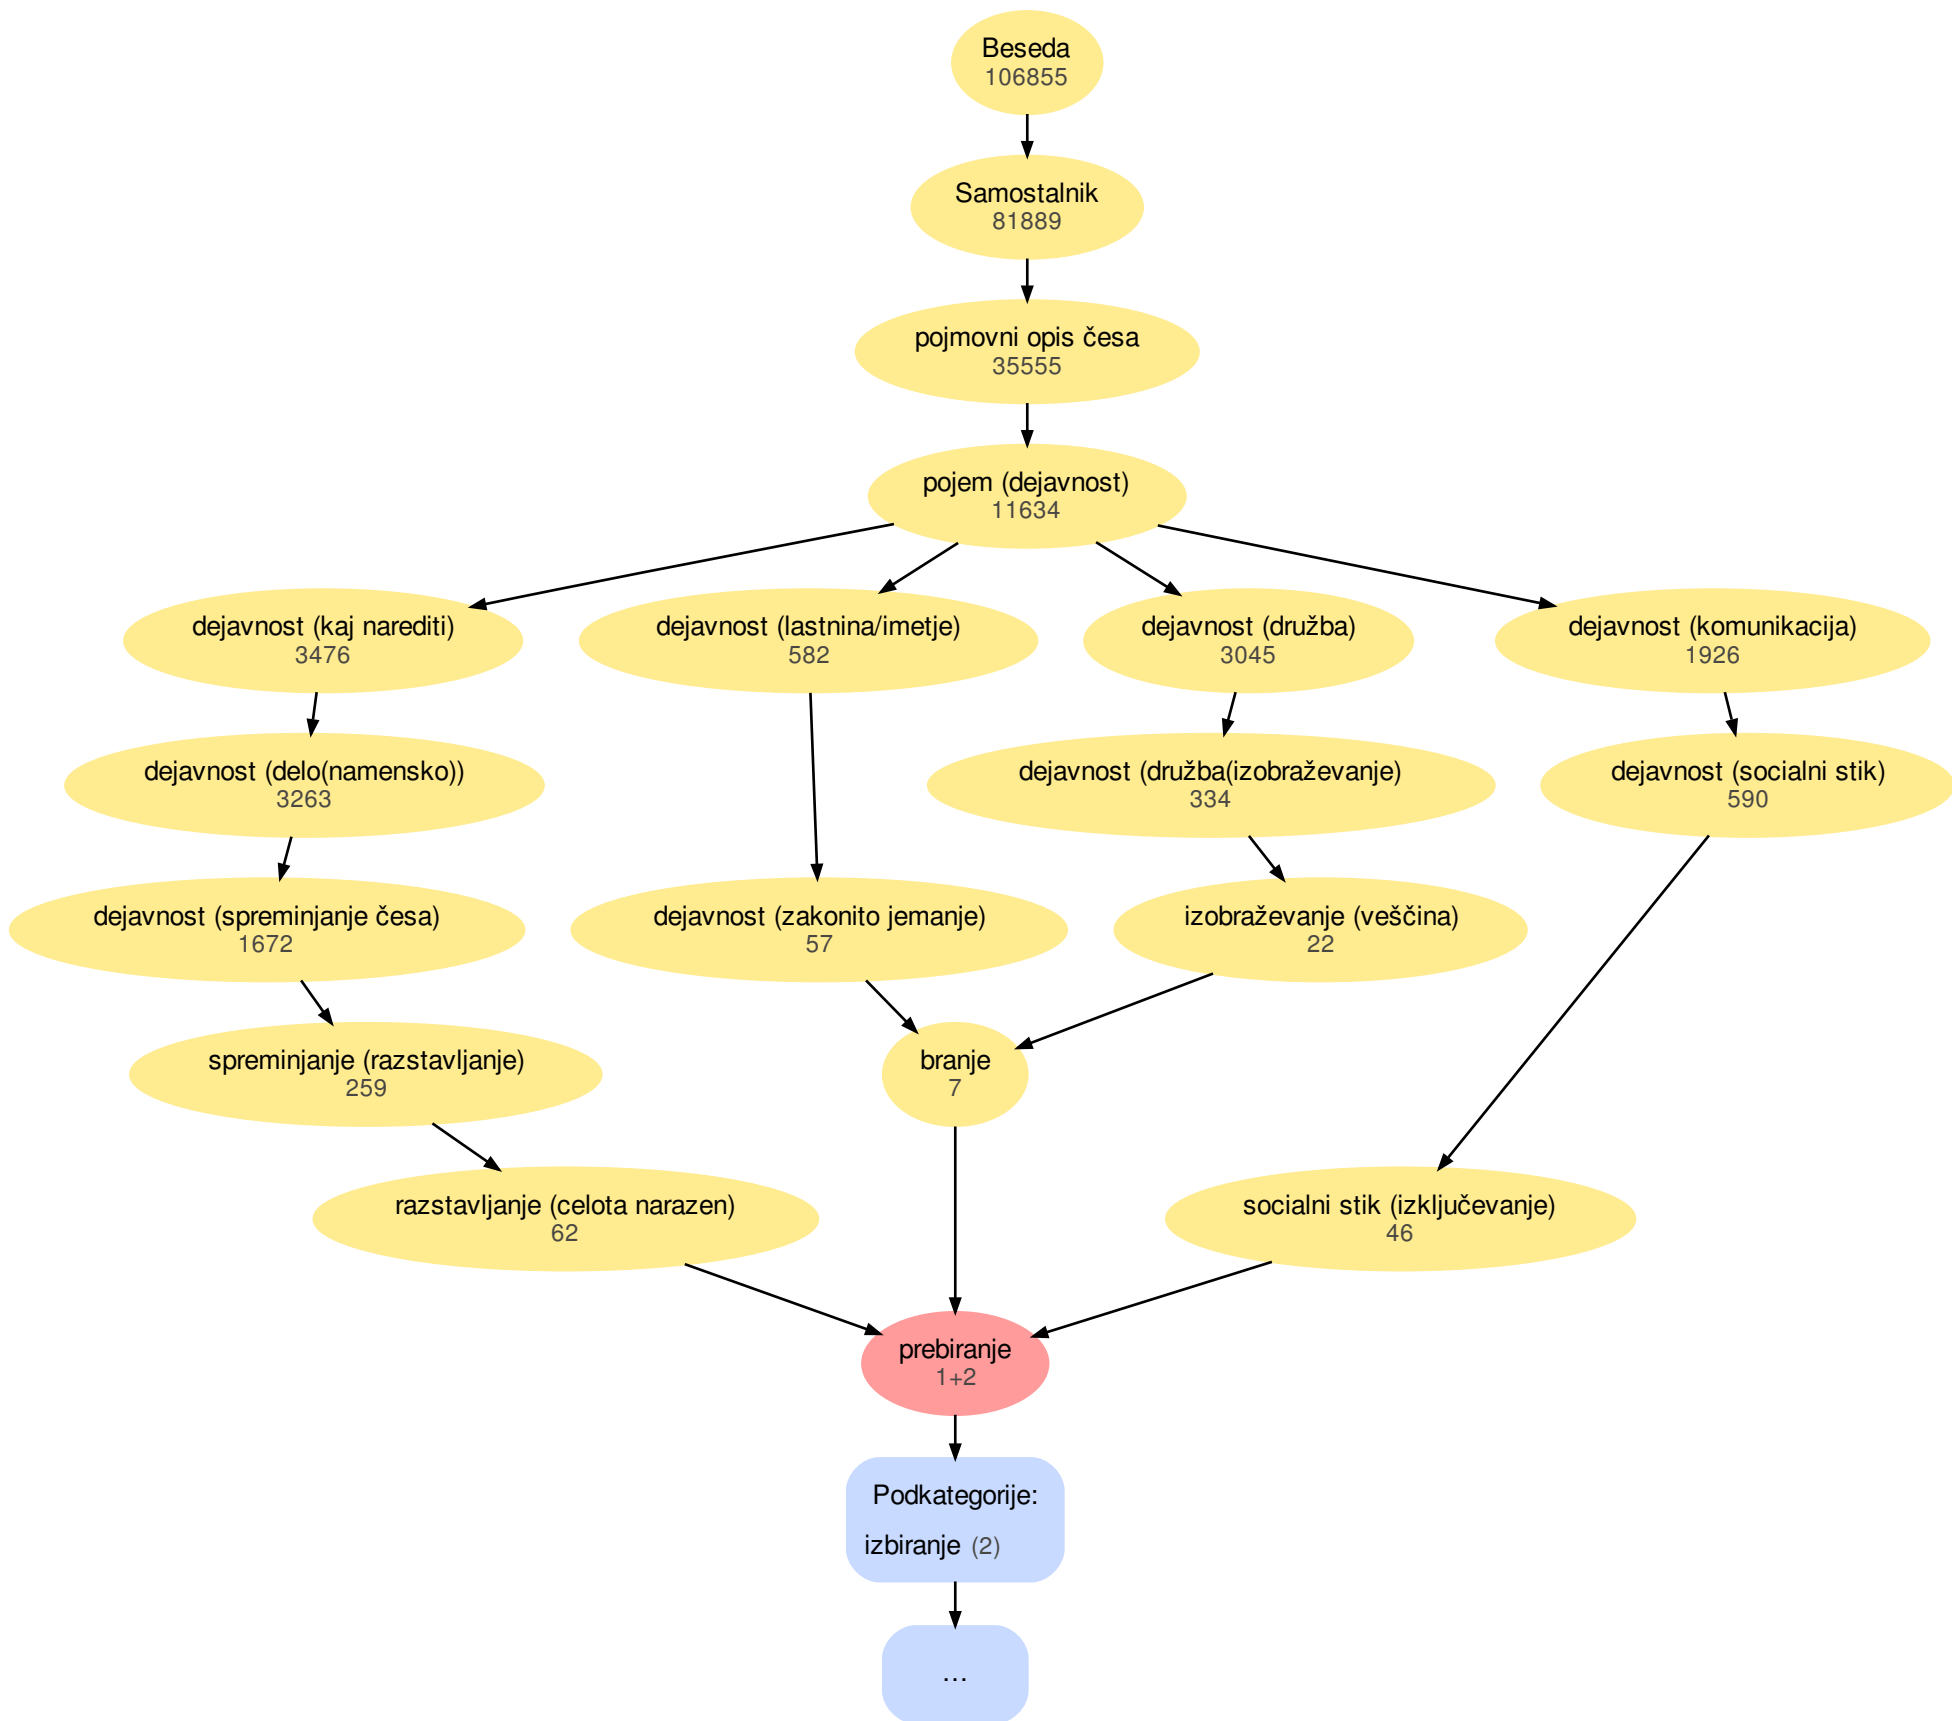 Beseda
106855
Samostalnik
81889
pojmovni opis česa
35555
pojem (dejavnost)
11634
dejavnost (kaj narediti)
3476
dejavnost (lastnina/imetje)
582
dejavnost (družba)
3045
dejavnost (komunikacija)
1926
dejavnost (delo(namensko))
3263
dejavnost (družba(izobraževanje)
334
dejavnost (socialni stik)
590
dejavnost (spreminjanje česa)
1672
dejavnost (zakonito jemanje)
57
izobraževanje (veščina)
22
spreminjanje (razstavljanje)
259
branje
7
razstavljanje (celota narazen)
62
socialni stik (izključevanje)
46
prebiranje
1+2
Podkategorije:
izbiranje (2)
...